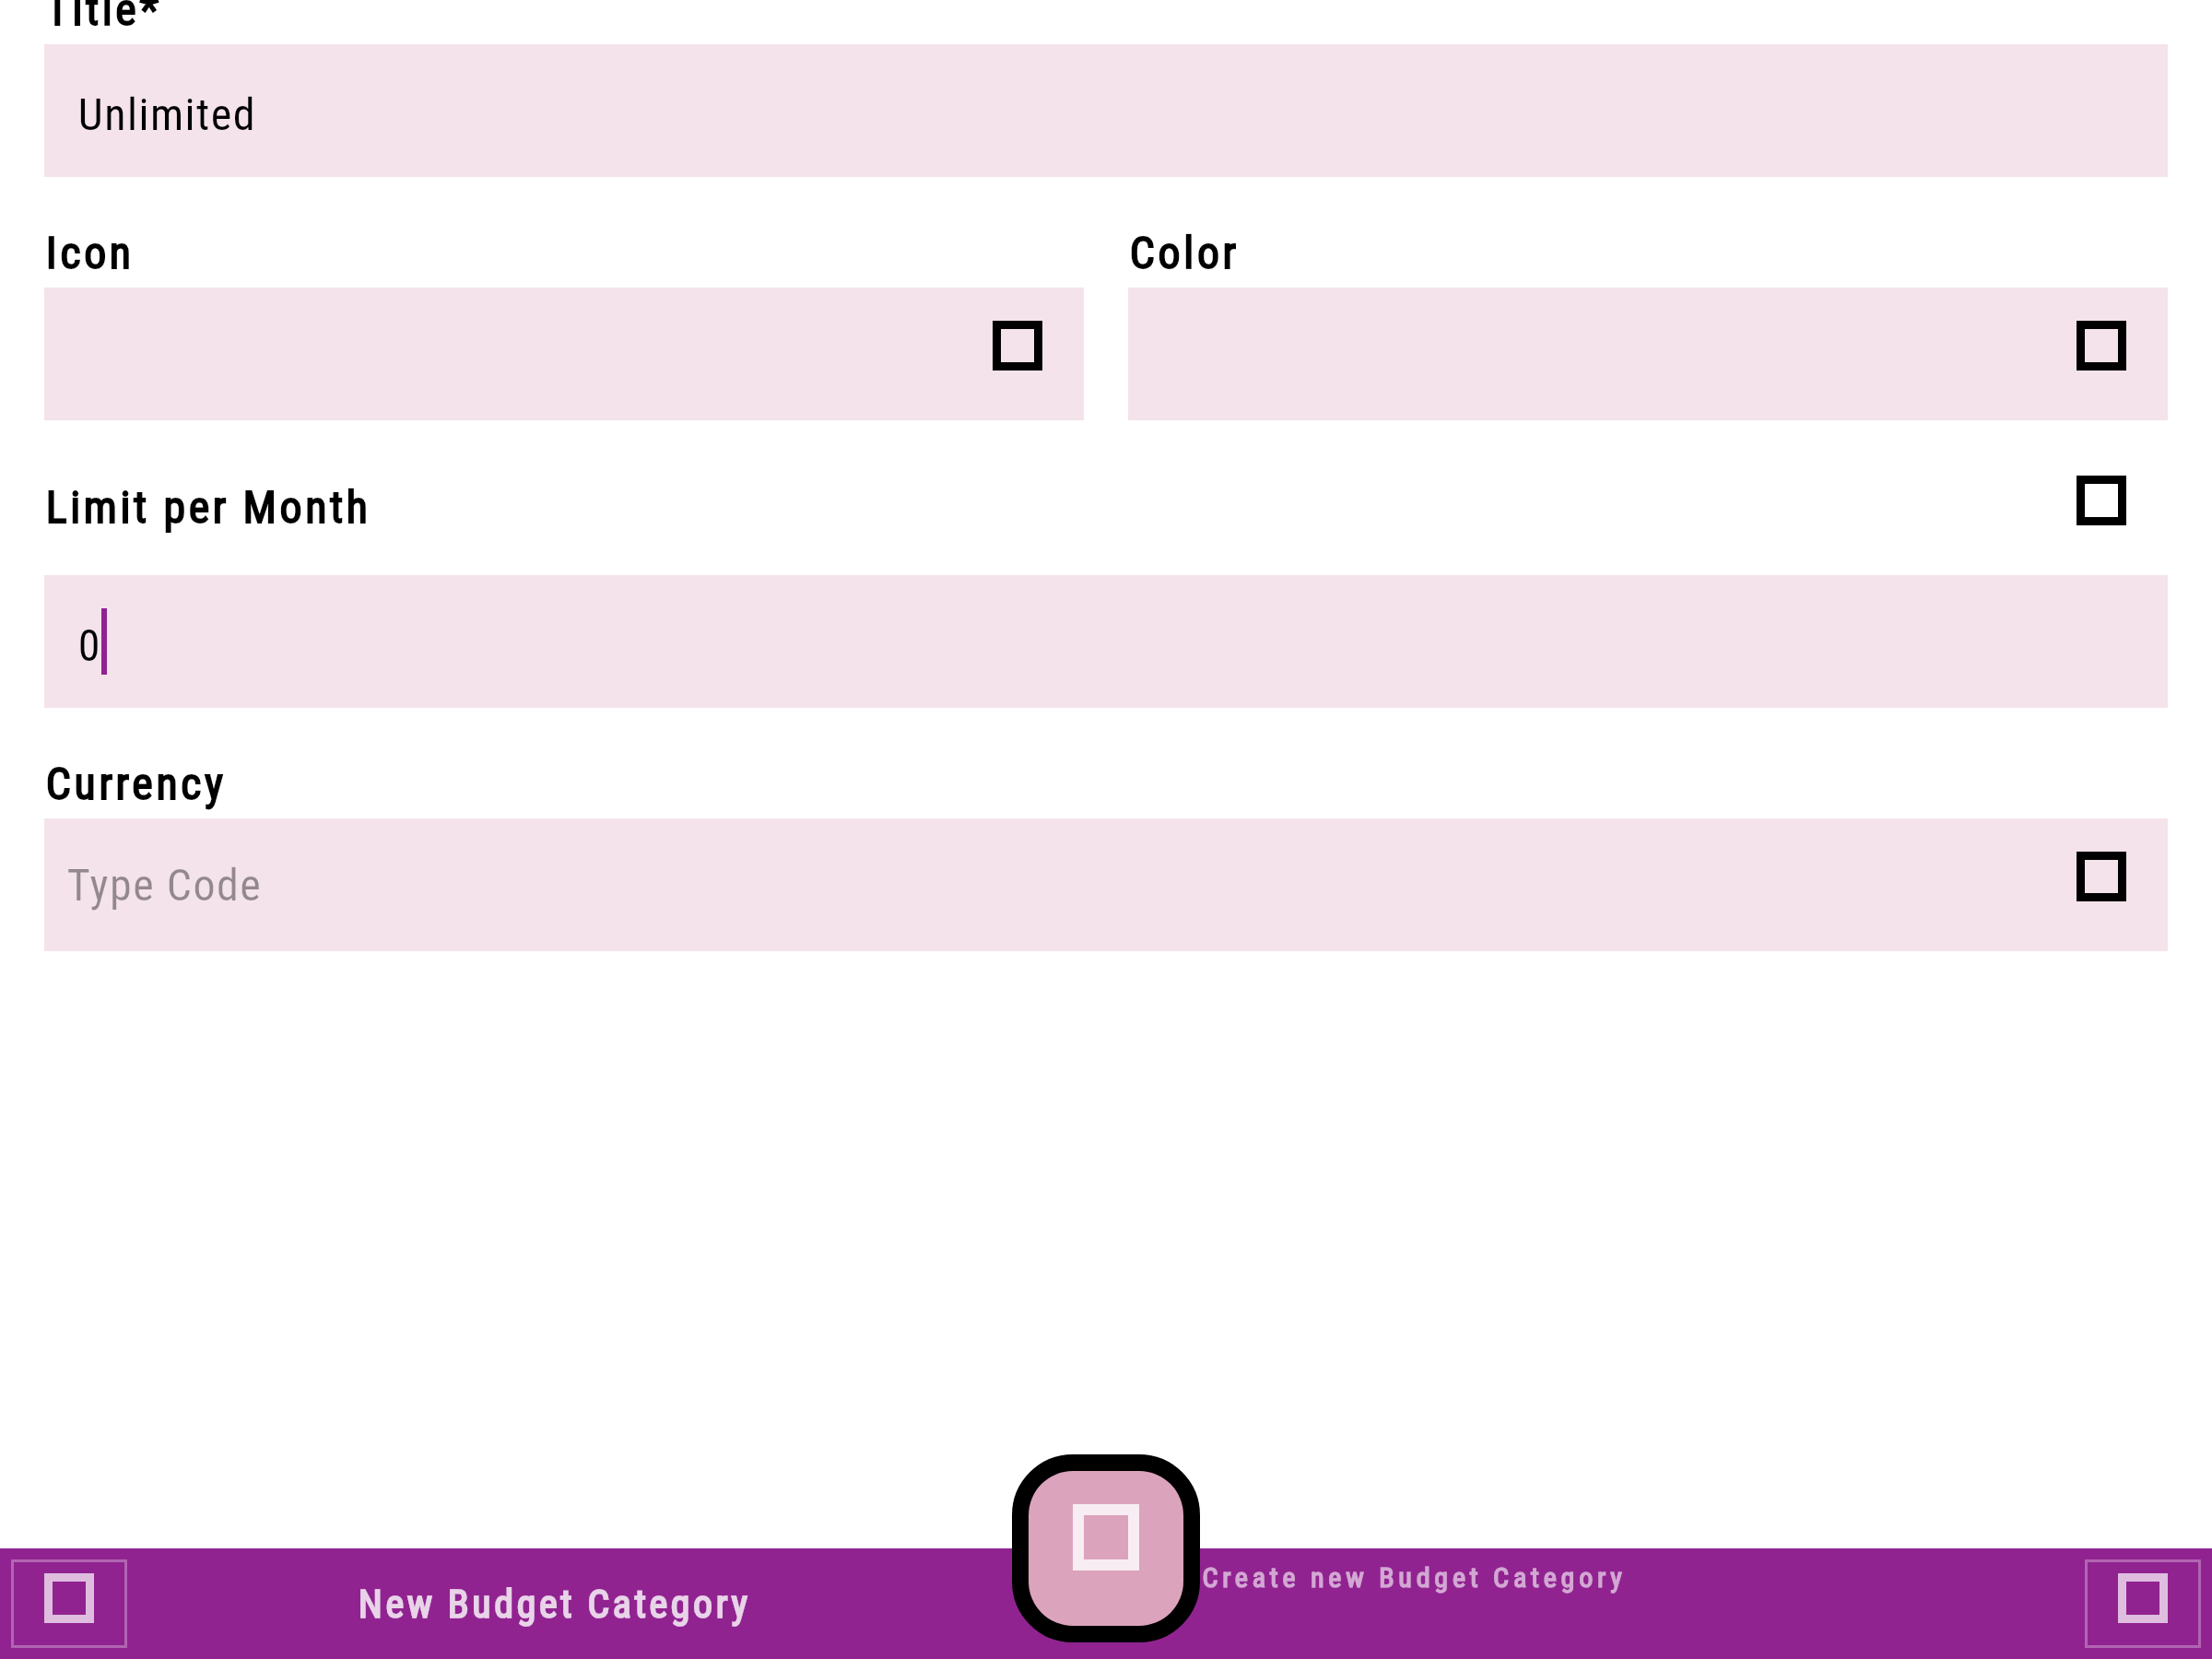 Title*
Unlimited
Icon
Color
Limit per Month
0
Currency
Type Code
New Budget Category
Create new Budget Category